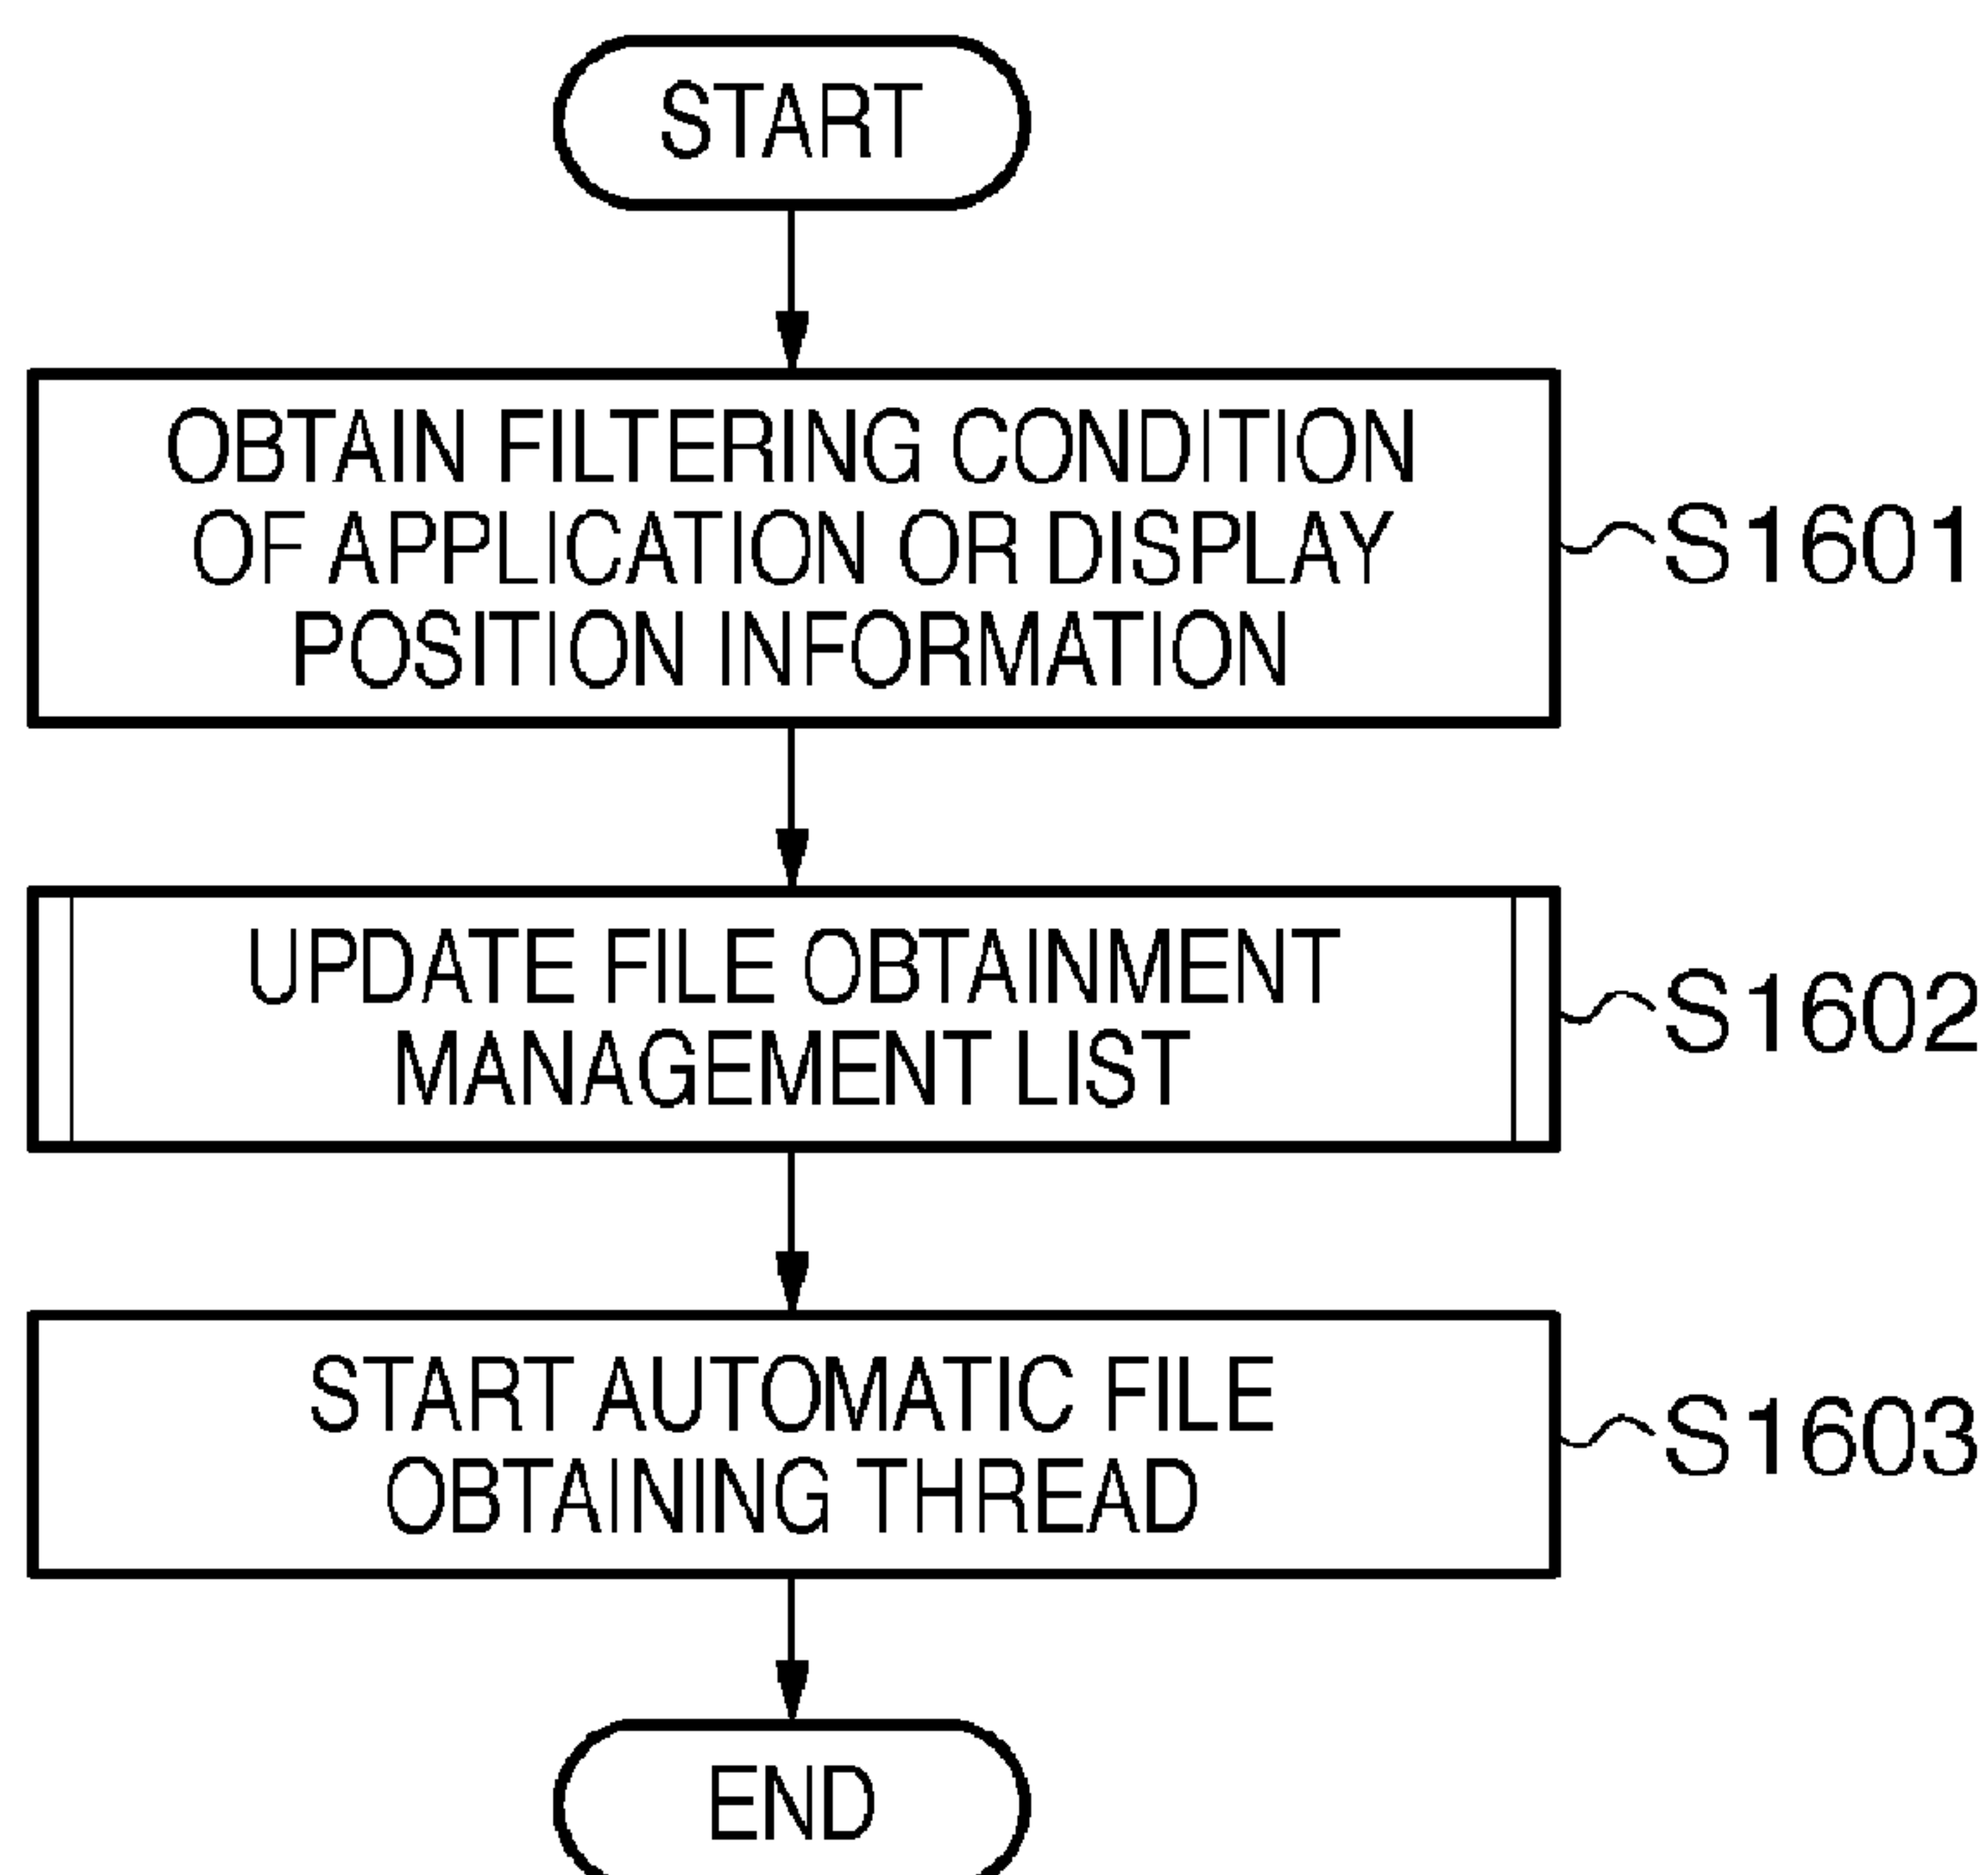 START
OBTAIN FILTERING CONDITION
OF APPLICATION OR DISPLAY
POSITION INFORMATION
S1601
UPDATE FILE OBTAINMENT
MANAGEMENT LIST
S1602
START AUTOMATIC FILE
OBTAINING THREAD
S1603
END